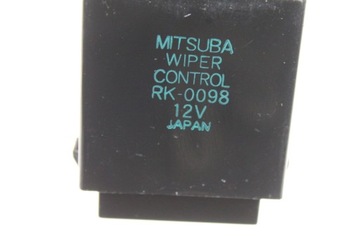 MITSUBA
WIPER
CONTROL
RK-0098
12V
JAPAN